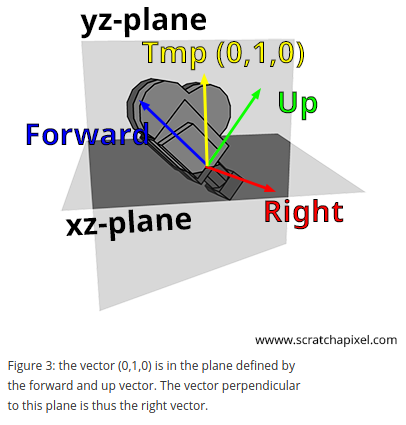 yz-plane
Tmp (0,1,0)
Up
Forward
Right
xz-plane
wwww.scratchapixel.com
Figure 3: the vector (0,1,0) is in the plane defined by
the forward and up vector. The vector perpendicular
to this plane is thus the right vector.